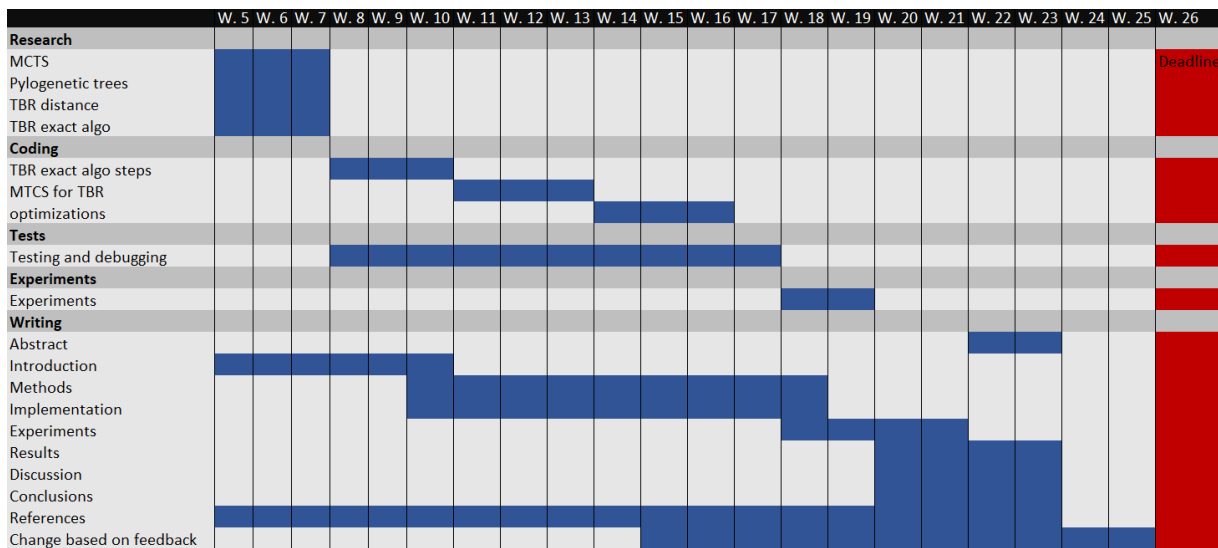 W. 5 W. 6 W. 7 W. 8 W. 9 W. 10 W. 11 W. 12 W. 13 W. 14 W. 15 W. 16 W. 17 W. 18 W. 19 W. 20 W. 21 W. 22 W. 23 W. 24 W. 25 W. 26
Research
MCTS Deadline
Pylogenetic trees
TBR distance
TBR exact algo
Coding
TBR exact algo steps
MTCS for TBR
optimizations
Tests
Testing and debugging
Experiments
Experiments
Writing
Abstract
Introduction
Methods
Implementation
Experiments
Results
Discussion
Conclusions
References
Change based on feedback